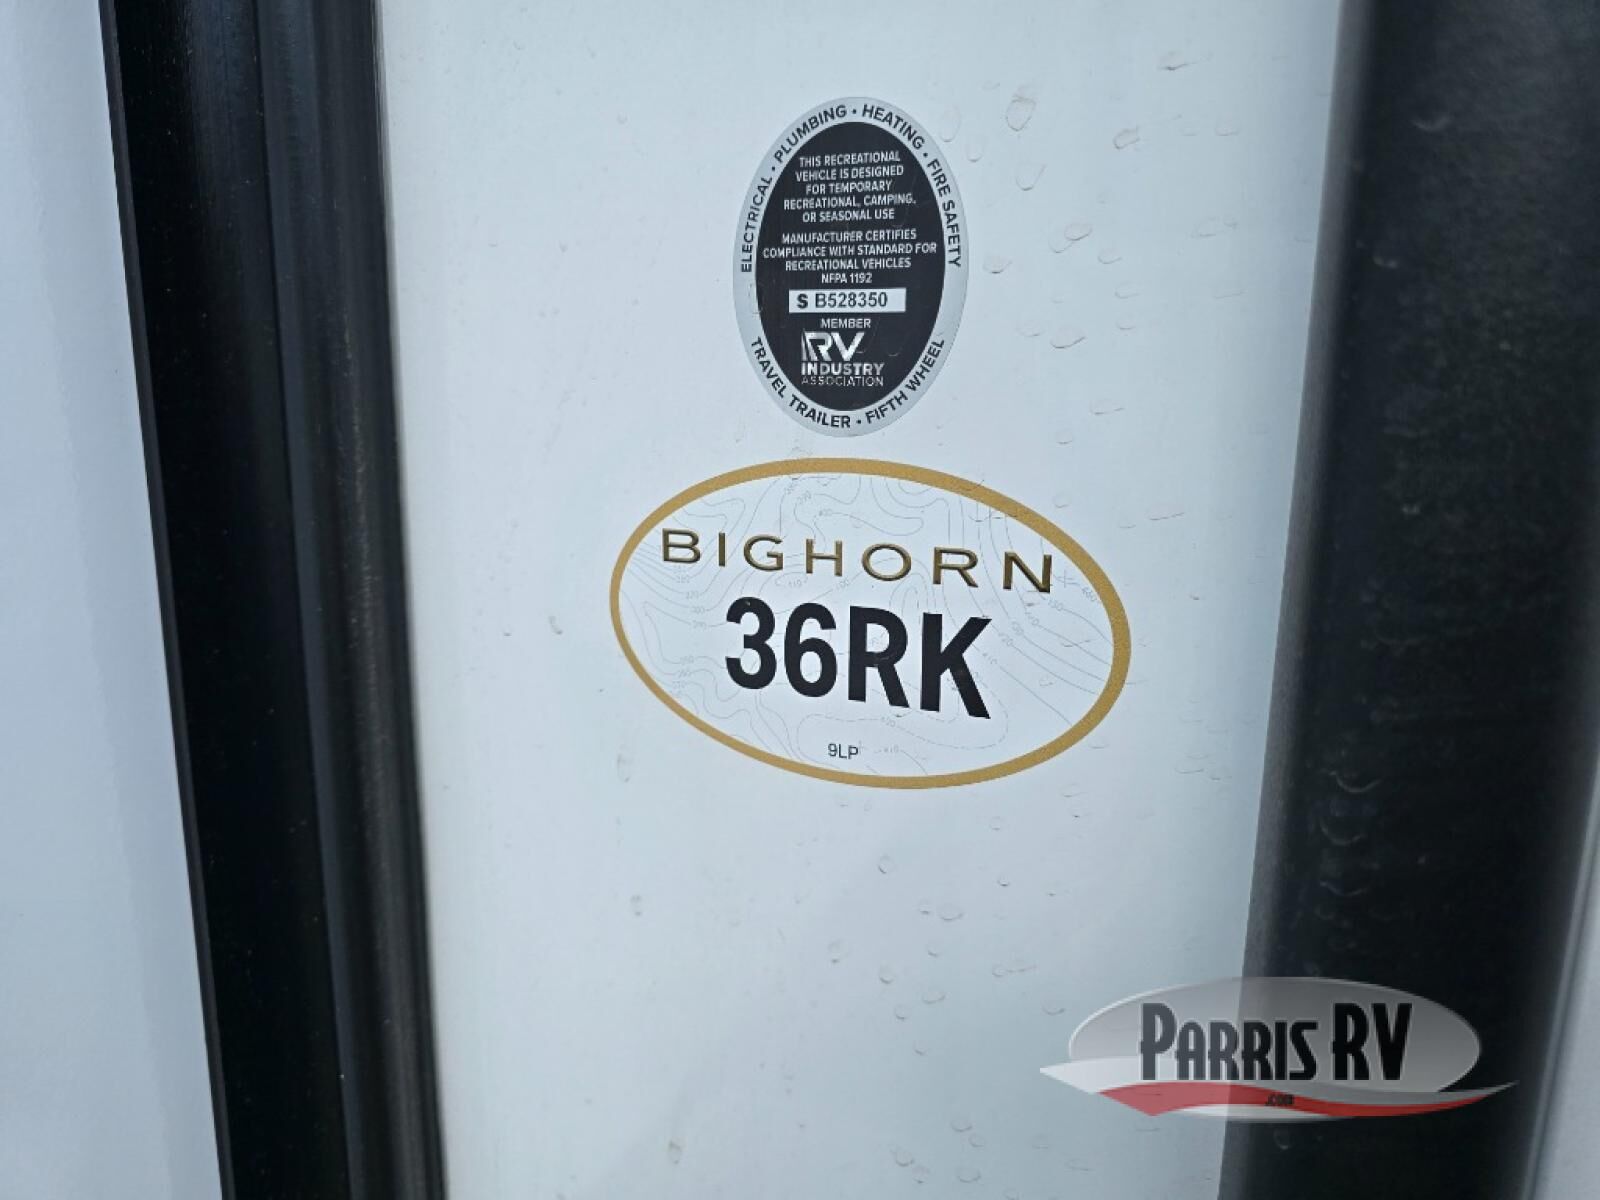 ELECTRICAL • PLUMBING • HEATING • FIRE SAFETY
THIS RECREATIONAL
VEHICLE IS DESIGNED
FOR TEMPORARY
RECREATIONAL, CAMPING,
OR SEASONAL USE
MANUFACTURER CERTIFIES
COMPLIANCE WITH STANDARD FOR
RECREATIONAL VEHICLES
NFPA 1192
S B528350
MEMBER
RV
INDUSTRY
ASSOCIATION
TRAVEL TRAILER • FIFTH WHEEL
BIGHORN
36RK
9LP
PARRIS RV
.com